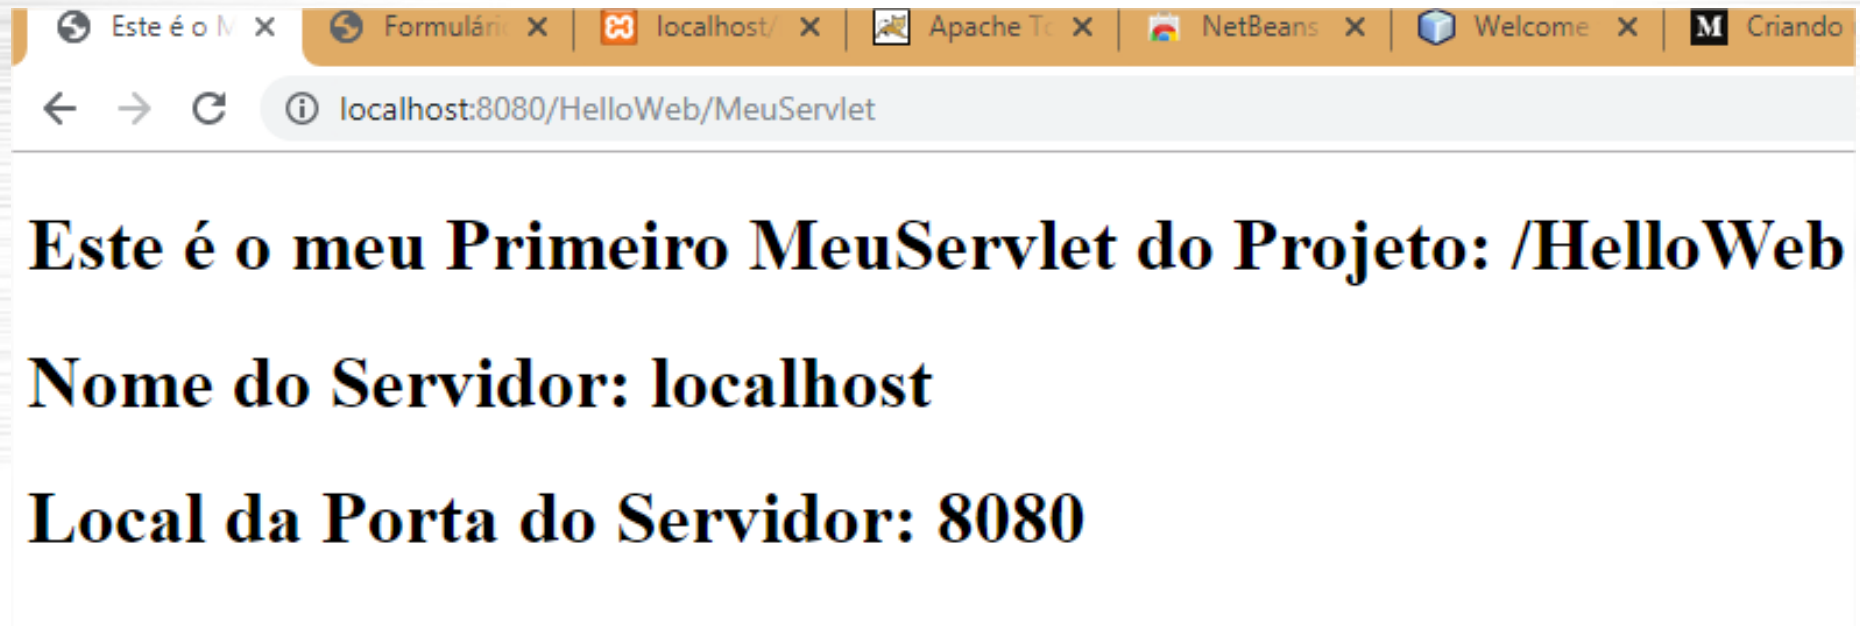 Este é o M
Formulári
localhost/
Apache To
NetBeans
Welcome
M Criando
localhost:8080/HelloWeb/MeuServlet
Este é o meu Primeiro MeuServlet do Projeto: /HelloWeb
Nome do Servidor: localhost
Local da Porta do Servidor: 8080